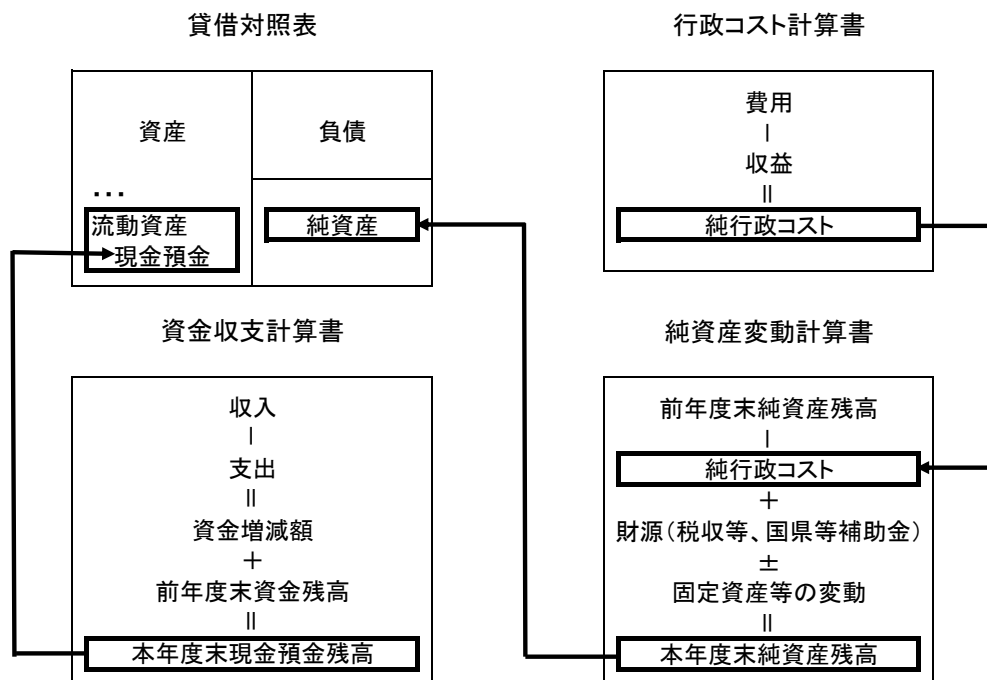 貸借対照表
資産
負債
・・・
流動資産
現金預金
純資産
行政コスト計算書
費用
－
収益
＝
純行政コスト
資金収支計算書
収入
－
支出
＝
資金増減額
＋
前年度末資金残高
＝
本年度末現金預金残高
純資産変動計算書
前年度末純資産残高
－
純行政コスト
＋
財源（税収等、国県等補助金）
±
固定資産等の変動
＝
本年度末純資産残高